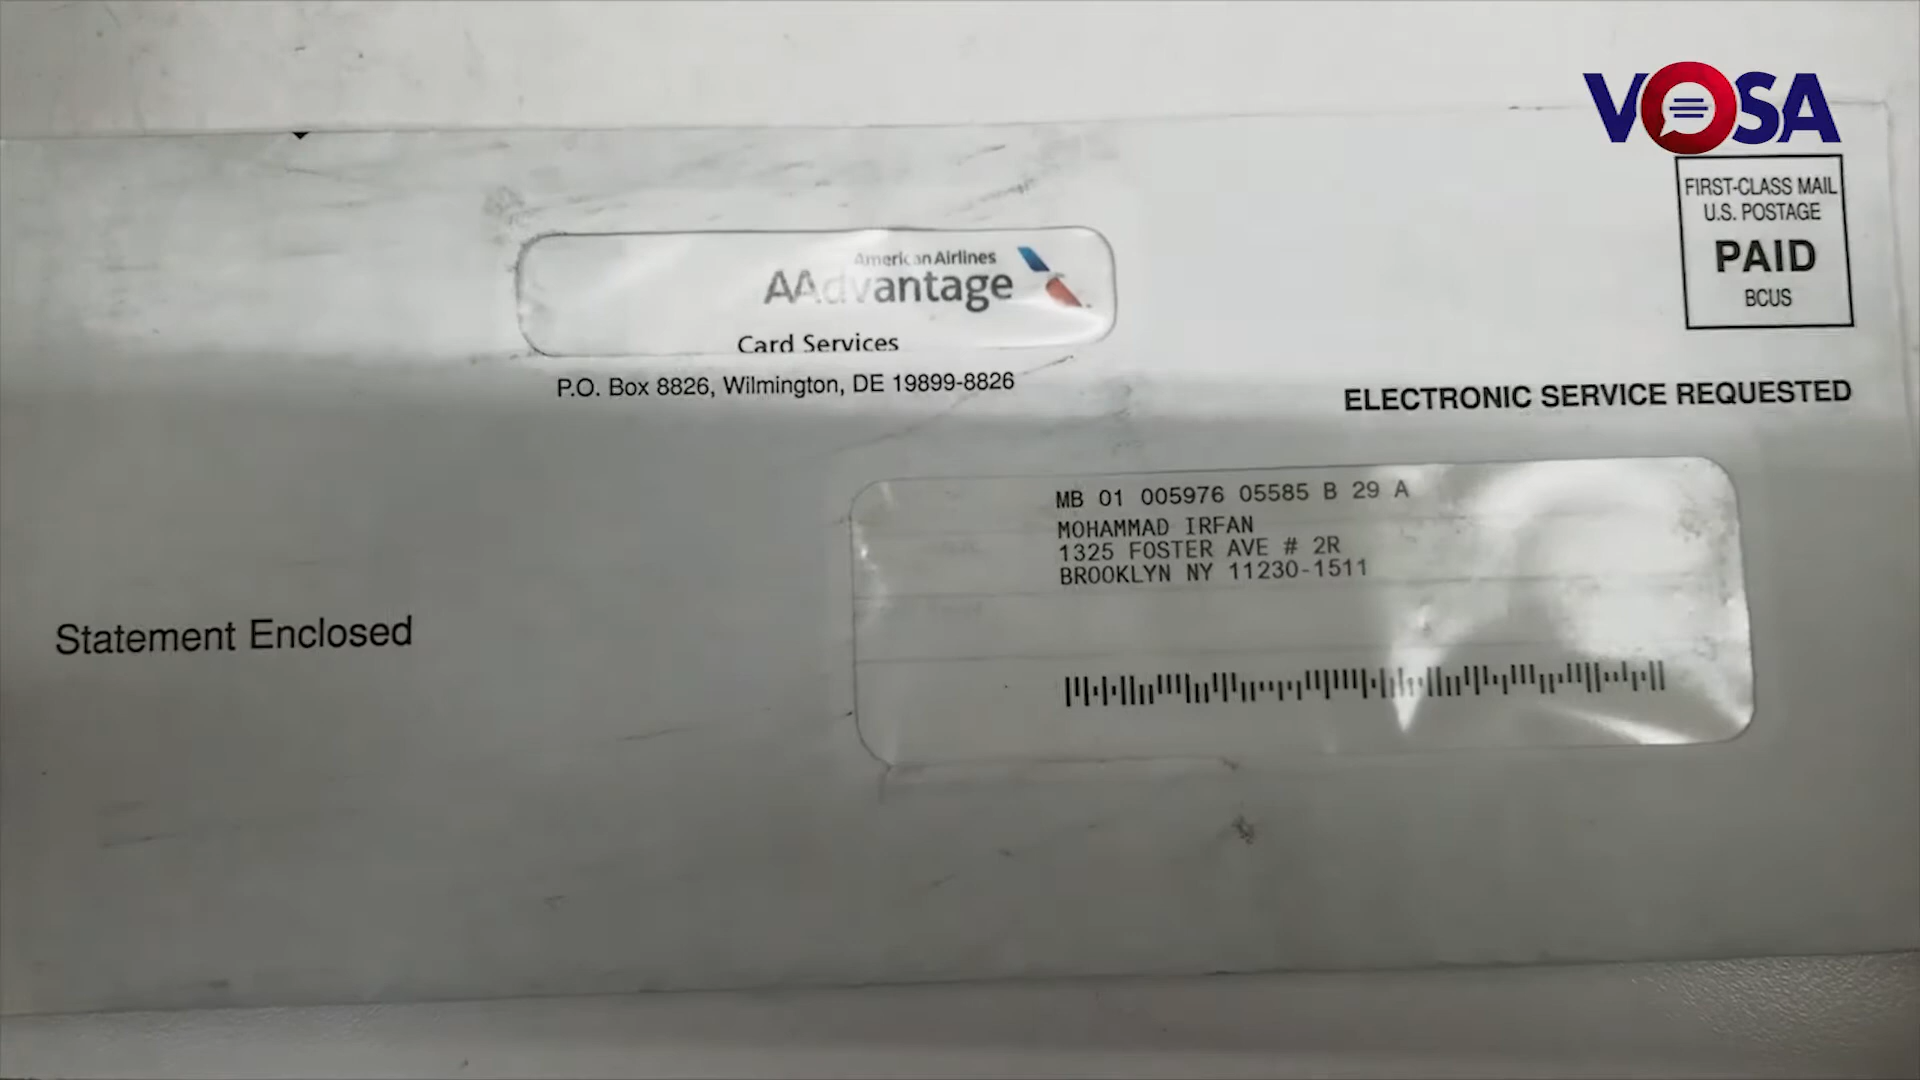 VOSA
FIRST-CLASS MAIL
U.S. POSTAGE
PAID
BCUS
American Airlines
AAdvantage
Card Services
P.O. Box 8826, Wilmington, DE 19899-8826
ELECTRONIC SERVICE REQUESTED
MB 01 005976 05585 B 29 A
MOHAMMAD IRFAN
1325 FOSTER AVE # 2R
BROOKLYN NY 11230-1511
Statement Enclosed